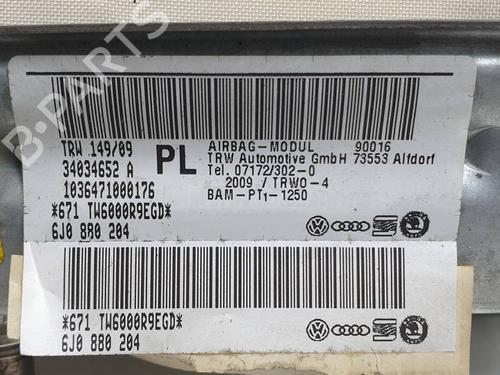 TRW 149/09
34034652 A
1036471000176
*671 TW6000R9EGD*
6J0 880 204
PL
AIRBAG-MODUL 90016
TRW Automotive GmbH 73553 Alfdorf
Tel. 07172/302-0
2009 / TRWO-4
BAM-PT1-1250
*671 TW6000R9EGD*
6J0 880 204
B-Parts